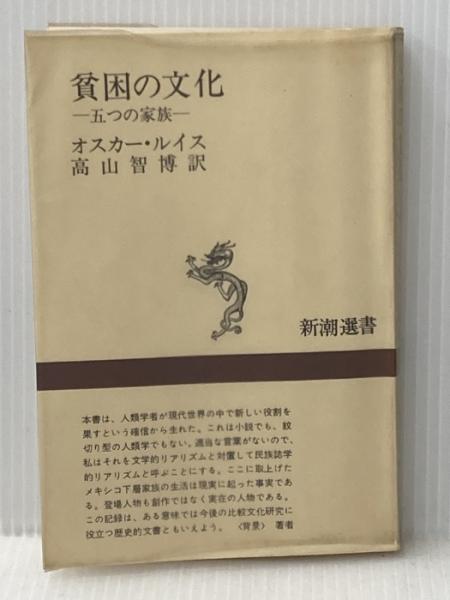 貧困の文化
―五つの家族―
オスカー・ルイス
高山智博訳
新潮選書
本書は、人類学者が現代世界の中で新しい役割を
果すという確信から生れた。これは小説でも、紋
切り型の人類学でもない。適当な言葉がないので、
私はそれを文学的リアリズムと対置して民族誌学
的リアリズムと呼ぶことにする。ここに取上げた
メキシコ下層家族の生活は現実に起った事実であ
る。登場人物も創作ではなく実在の人物である。
この記録は、ある意味では今後の比較文化研究に
役立つ歴史的文書ともいえよう。〈背景〉著者